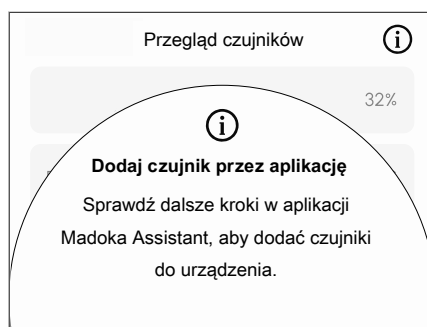 Przegląd czujników
32%
Dodaj czujnik przez aplikację
Sprawdź dalsze kroki w aplikacji
Madoka Assistant, aby dodać czujniki
do urządzenia.